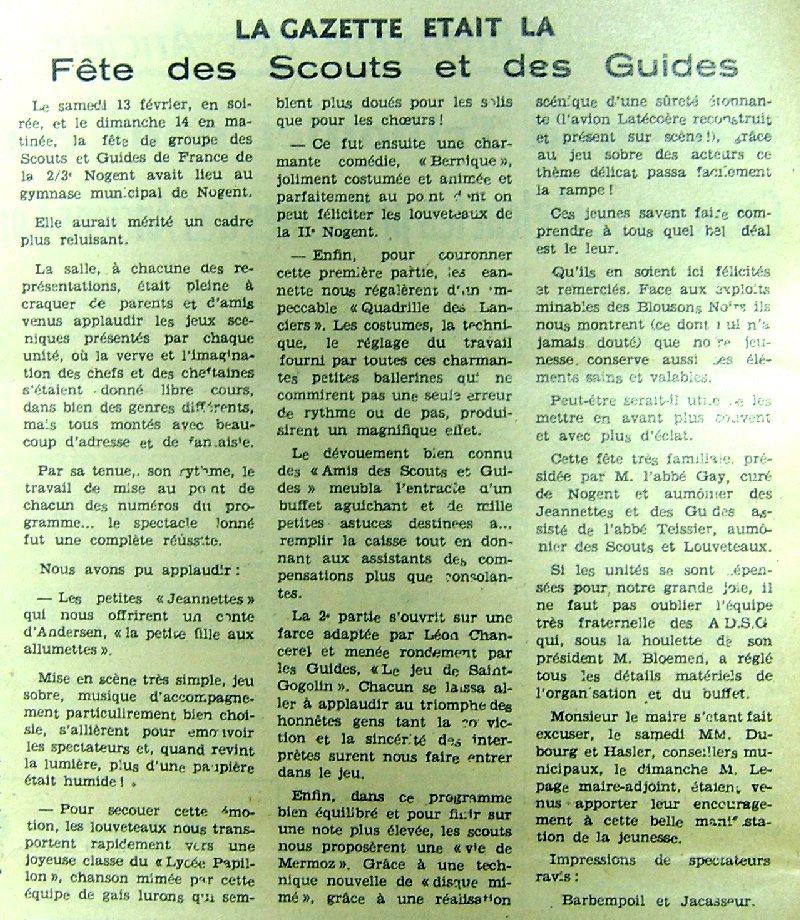 LA GAZETTE ETAIT LA
Fête des Scouts et des Guides
Le samedi 13 février, en soi-
rée, et le dimanche 14 en ma-
tinée, la fête de groupe des
Scouts et Guides de France de
la 2/3e Nogent avait lieu au
gymnase municipal de Nogent.
Elle aurait mérité un cadre
plus reluisant.
La salle, à chacune des re-
présentations, était pleine à
craquer de parents et d'amis
venus applaudir les jeux scé-
niques présentés par chaque
unité, où la verve et l'imagina-
tion des chefs et des cheftaines
s'étaient donné libre cours,
dans bien des genres différents,
mais tous montés avec beau-
coup d'adresse et de fantaisie.
Par sa tenue, son rythme, le
travail de mise au point de
chacun des numéros du pro-
gramme... le spectacle donné
fut une complète réussite.
Nous avons pu applaudir :
— Les petites « Jeannettes »
qui nous offrirent un conte
d'Andersen, « la petite fille aux
allumettes ».
Mise en scène très simple, jeu
sobre, musique d'accompagne-
ment particulirement bien choi-
sie, s'allièrent pour emouvoir
les spectateurs et, quand revint
la lumière, plus d'une paupière
était humide !
— Pour secouer cette émo-
tion, les louveteaux nous trans-
portent rapidement vers une
joyeuse classe du « Lycée Papil-
lon », chanson mimée par cette
équipe de gais lurons qui sem-
blent plus doués pour les solis
que pour les chœurs !
— Ce fut ensuite une char-
mante comédie, « Bernique »,
joliment costumée et animée et
parfaitement au point dont on
peut féliciter les louveteaux de
la IIe Nogent.
— Enfin, pour couronner
cette première partie, les ean-
nette nous régalèrent d'un im-
peccable « Quadrille des Lan-
ciers ». Les costumes, la techni-
que, le réglage du travail
fourni par toutes ces charman-
tes petites ballerines qui ne
commirent pas une seule erreur
de rythme ou de pas, produi-
sirent un magnifique effet.
Le dévouement bien connu
des « Amis des Scouts et Gui-
des » meubla l'entracte d'un
buffet aguichant et de mille
petites astuces destinées a...
remplir la caisse tout en don-
nant aux assistants des com-
pensations plus que consolan-
tes.
La 2e partie s'ouvrit sur une
farce adaptée par Léon Chan-
cerel et menée rondement par
les Guides, « Le jeu de Saint-
Gogolin ». Chacun se laissa al-
ler à applaudir au triomphe des
honnêtes gens tant la convic-
tion et la sincérité des inter-
prètes surent nous faire entrer
dans le jeu.
Enfin, dans ce programme
bien équilibré et pour finir sur
une note plus élevée, les scouts
nous proposèrent une « vie de
Mermoz ». Grâce à une tech-
nique nouvelle de « disque mi-
mé », grâce à une réalisation
scénique d'une sûreté étonnan-
te (l'avion Latécoère reconstruit
et présent sur scène !), grâce
au jeu sobre des acteurs ce
thème délicat passa facilement
la rampe !
Ces jeunes savent faire com-
prendre à tous quel bel déal
est le leur.
Qu'ils en soient ici félicités
et remerciés. Face aux exploits
minables des Blousons Noirs ils
nous montrent (ce dont nul n'a
jamais douté) que notre jeu-
nesse conserve aussi des élé-
ments sains et valables.
Peut-être serait-il utile de les
mettre en avant plus souvent
et avec plus d'éclat.
Cette fête très familiale, pré-
sidée par M. l'abbé Gay, curé
de Nogent et aumônier des
Jeannettes et des Guides as-
sisté de l'abbé Teissier, aumô-
nier des Scouts et Louveteaux.
Si les unités se sont dépen-
sées pour notre grande joie, il
ne faut pas oublier l'équipe
très fraternelle des A.D.S.G
qui, sous la houlette de son
président M. Bloemen, a réglé
tous les détails matériels de
l'organisation et du buffet.
Monsieur le maire s'étant fait
excuser, le samedi MM. Du-
bourg et Hasler, conseillers mu-
nicipaux, le dimanche M. Le-
page maire-adjoint, étaient ve-
nus apporter leur encourage-
ment à cette belle manifesta-
tion de la jeunesse.
Impressions de spectateurs
ravis :
Barbempoil et Jacasseur.